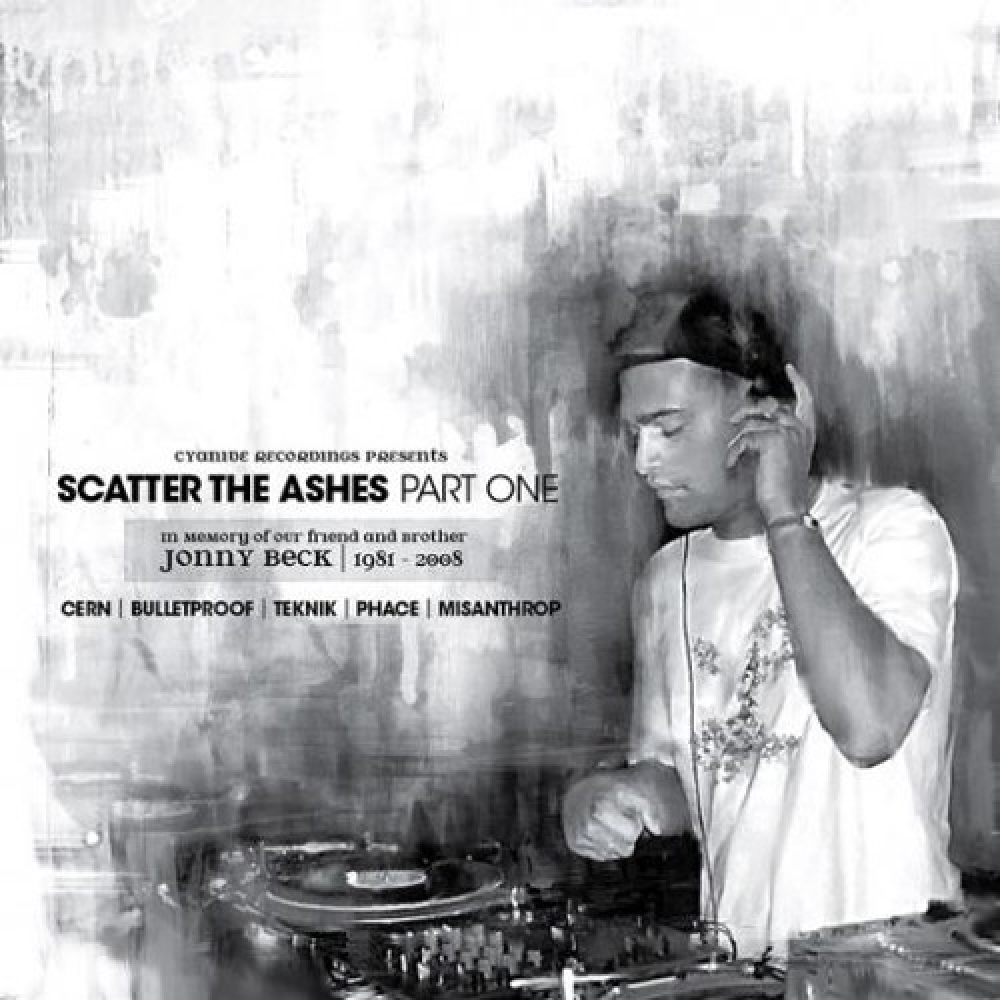 CYANIDE RECORDINGS PRESENTS
SCATTER THE ASHES PART ONE
IN MEMORY OF OUR FRIEND AND BROTHER
JONNY BECK | 1981 - 2008
CERN | BULLETPROOF | TEKNIK | PHACE | MISANTHROP